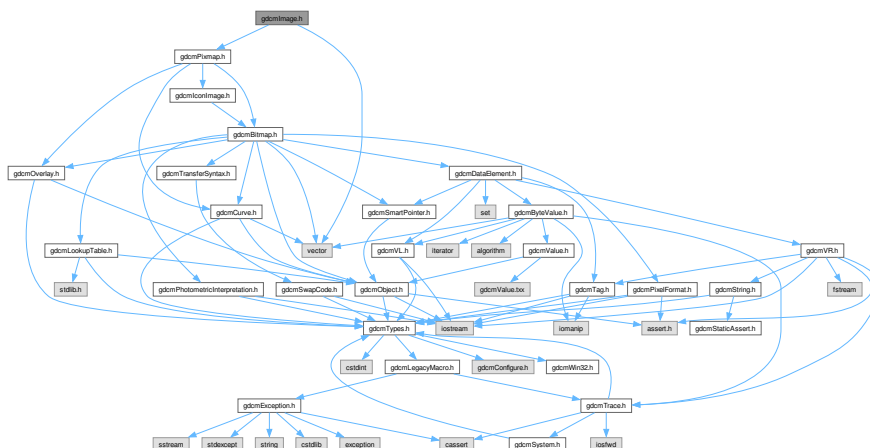 gdcmImage.h
gdcmPixmap.h
gdcmIconImage.h
gdcmBitmap.h
gdcmOverlay.h
gdcmTransferSyntax.h
gdcmDataElement.h
gdcmCurve.h
gdcmSmartPointer.h
set
gdcmByteValue.h
gdcmLookupTable.h
vector
gdcmVL.h
iterator
algorithm
gdcmValue.h
gdcmVR.h
stdlib.h
gdcmPhotometricInterpretation.h
gdcmSwapCode.h
gdcmObject.h
gdcmValue.txx
gdcmTag.h
gdcmPixelFormat.h
gdcmString.h
fstream
gdcmTypes.h
iostream
iomanip
assert.h
gdcmStaticAssert.h
cstdint
gdcmLegacyMacro.h
gdcmConfigure.h
gdcmWin32.h
gdcmException.h
gdcmTrace.h
sstream
stdexcept
string
cstdlib
exception
cassert
gdcmSystem.h
iosfwd